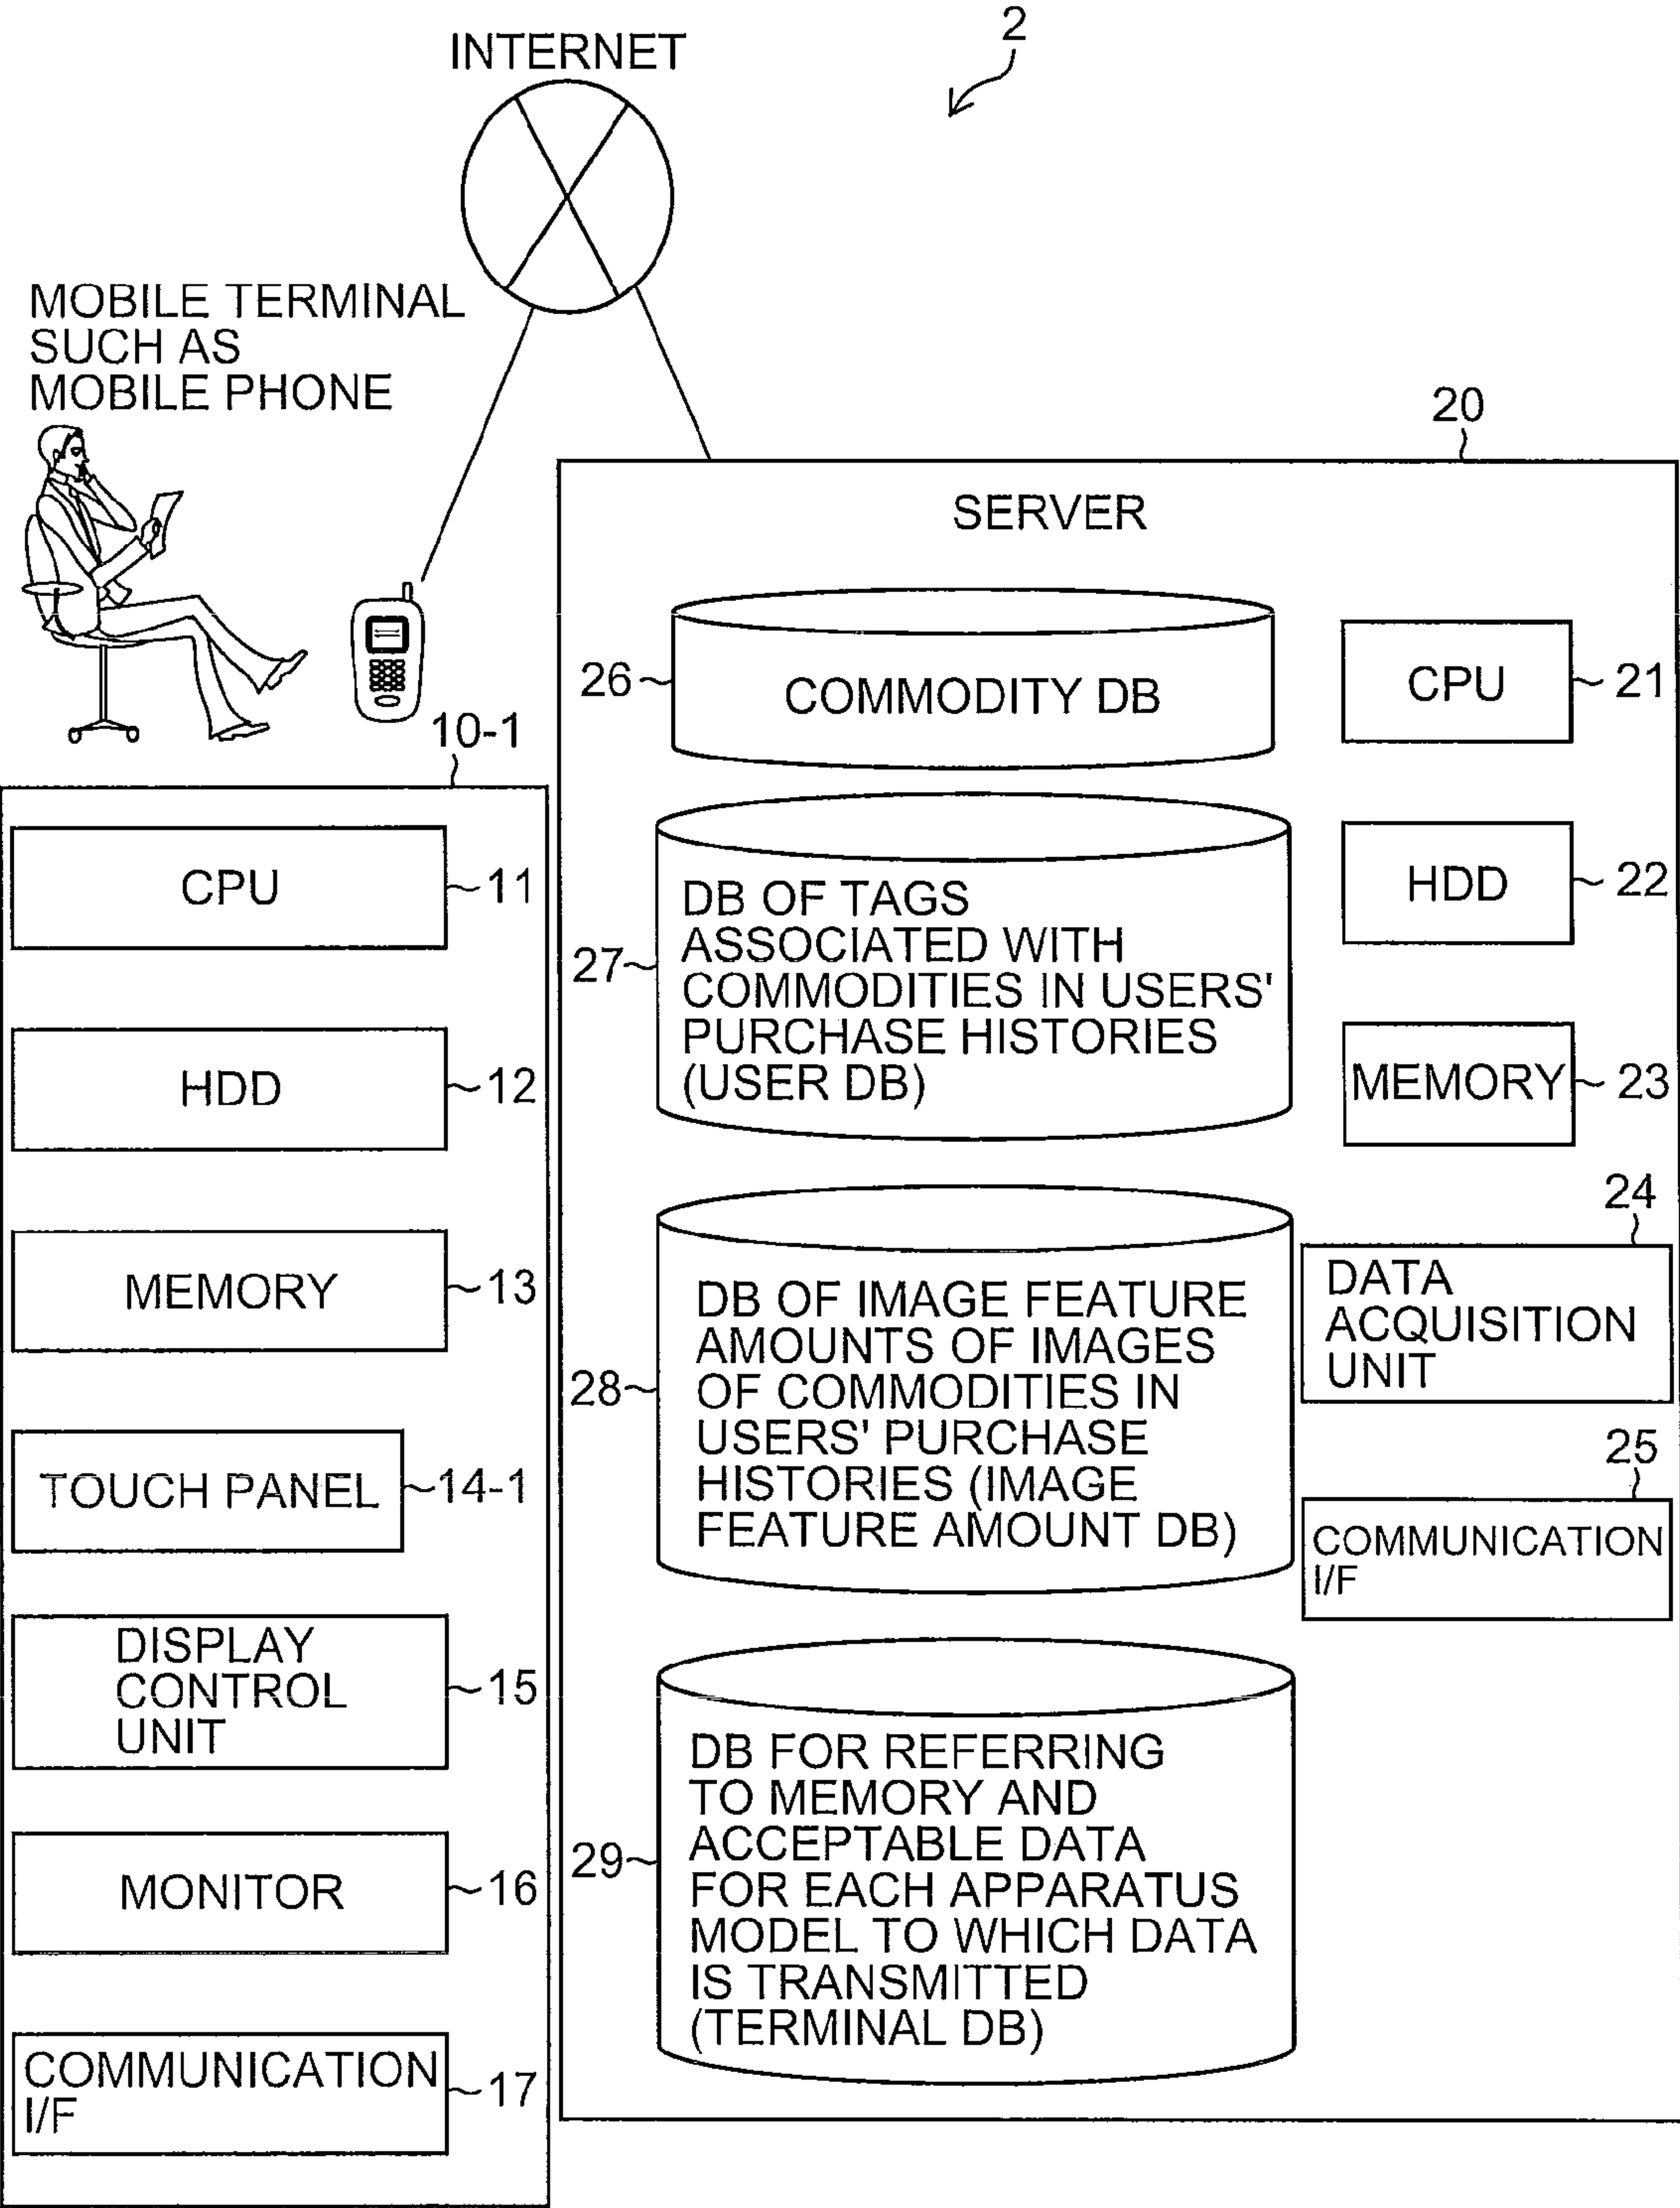 2
INTERNET
MOBILE TERMINAL
SUCH AS
MOBILE PHONE
10-1
CPU
11
HDD
12
MEMORY
13
TOUCH PANEL
14-1
DISPLAY
CONTROL
UNIT
15
MONITOR
16
COMMUNICATION
I/F
17
20
SERVER
26
COMMODITY DB
CPU
21
27
DB OF TAGS
ASSOCIATED WITH
COMMODITIES IN USERS'
PURCHASE HISTORIES
(USER DB)
HDD
22
MEMORY
23
28
DB OF IMAGE FEATURE
AMOUNTS OF IMAGES
OF COMMODITIES IN
USERS' PURCHASE
HISTORIES (IMAGE
FEATURE AMOUNT DB)
24
DATA
ACQUISITION
UNIT
25
COMMUNICATION
I/F
29
DB FOR REFERRING
TO MEMORY AND
ACCEPTABLE DATA
FOR EACH APPARATUS
MODEL TO WHICH DATA
IS TRANSMITTED
(TERMINAL DB)